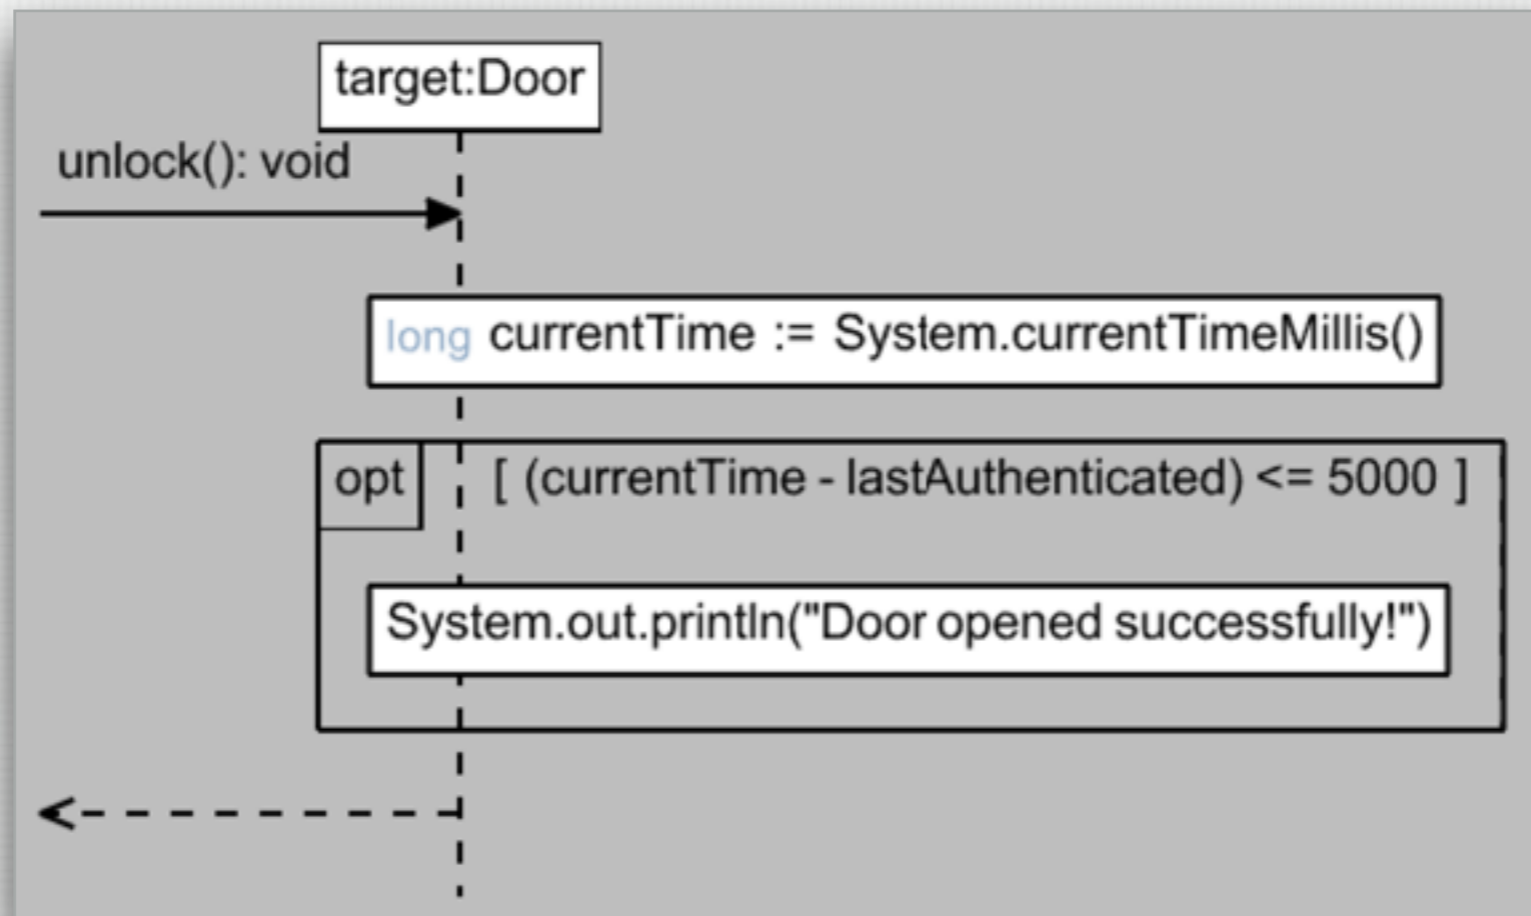 target:Door
unlock(): void
long currentTime := System.currentTimeMillis()
opt [ (currentTime - lastAuthenticated) <= 5000 ]
System.out.println("Door opened successfully!")